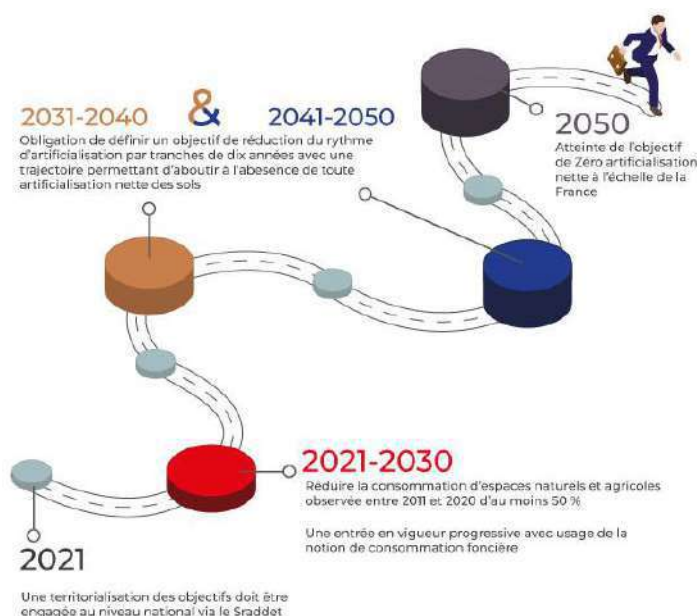 2031-2040 & 2041-2050
Obligation de définir un objectif de réduction du rythme
d'artificialisation par tranches de dix années avec une
trajectoire permettant d'aboutir à l'abesence de toute
artificialisation nette des sols
2050
Atteinte de l'objectif
de Zéro artificialisation
nette à l'échelle de la
France
2021-2030
Réduire la consommation d'espaces naturels et agricoles
observée entre 2011 et 2020 d'au moins 50 %
Une entrée en vigueur progressive avec usage de la
notion de consommation foncière
2021
Une territorialisation des objectifs doit être
engagée au niveau national via le Sraddet